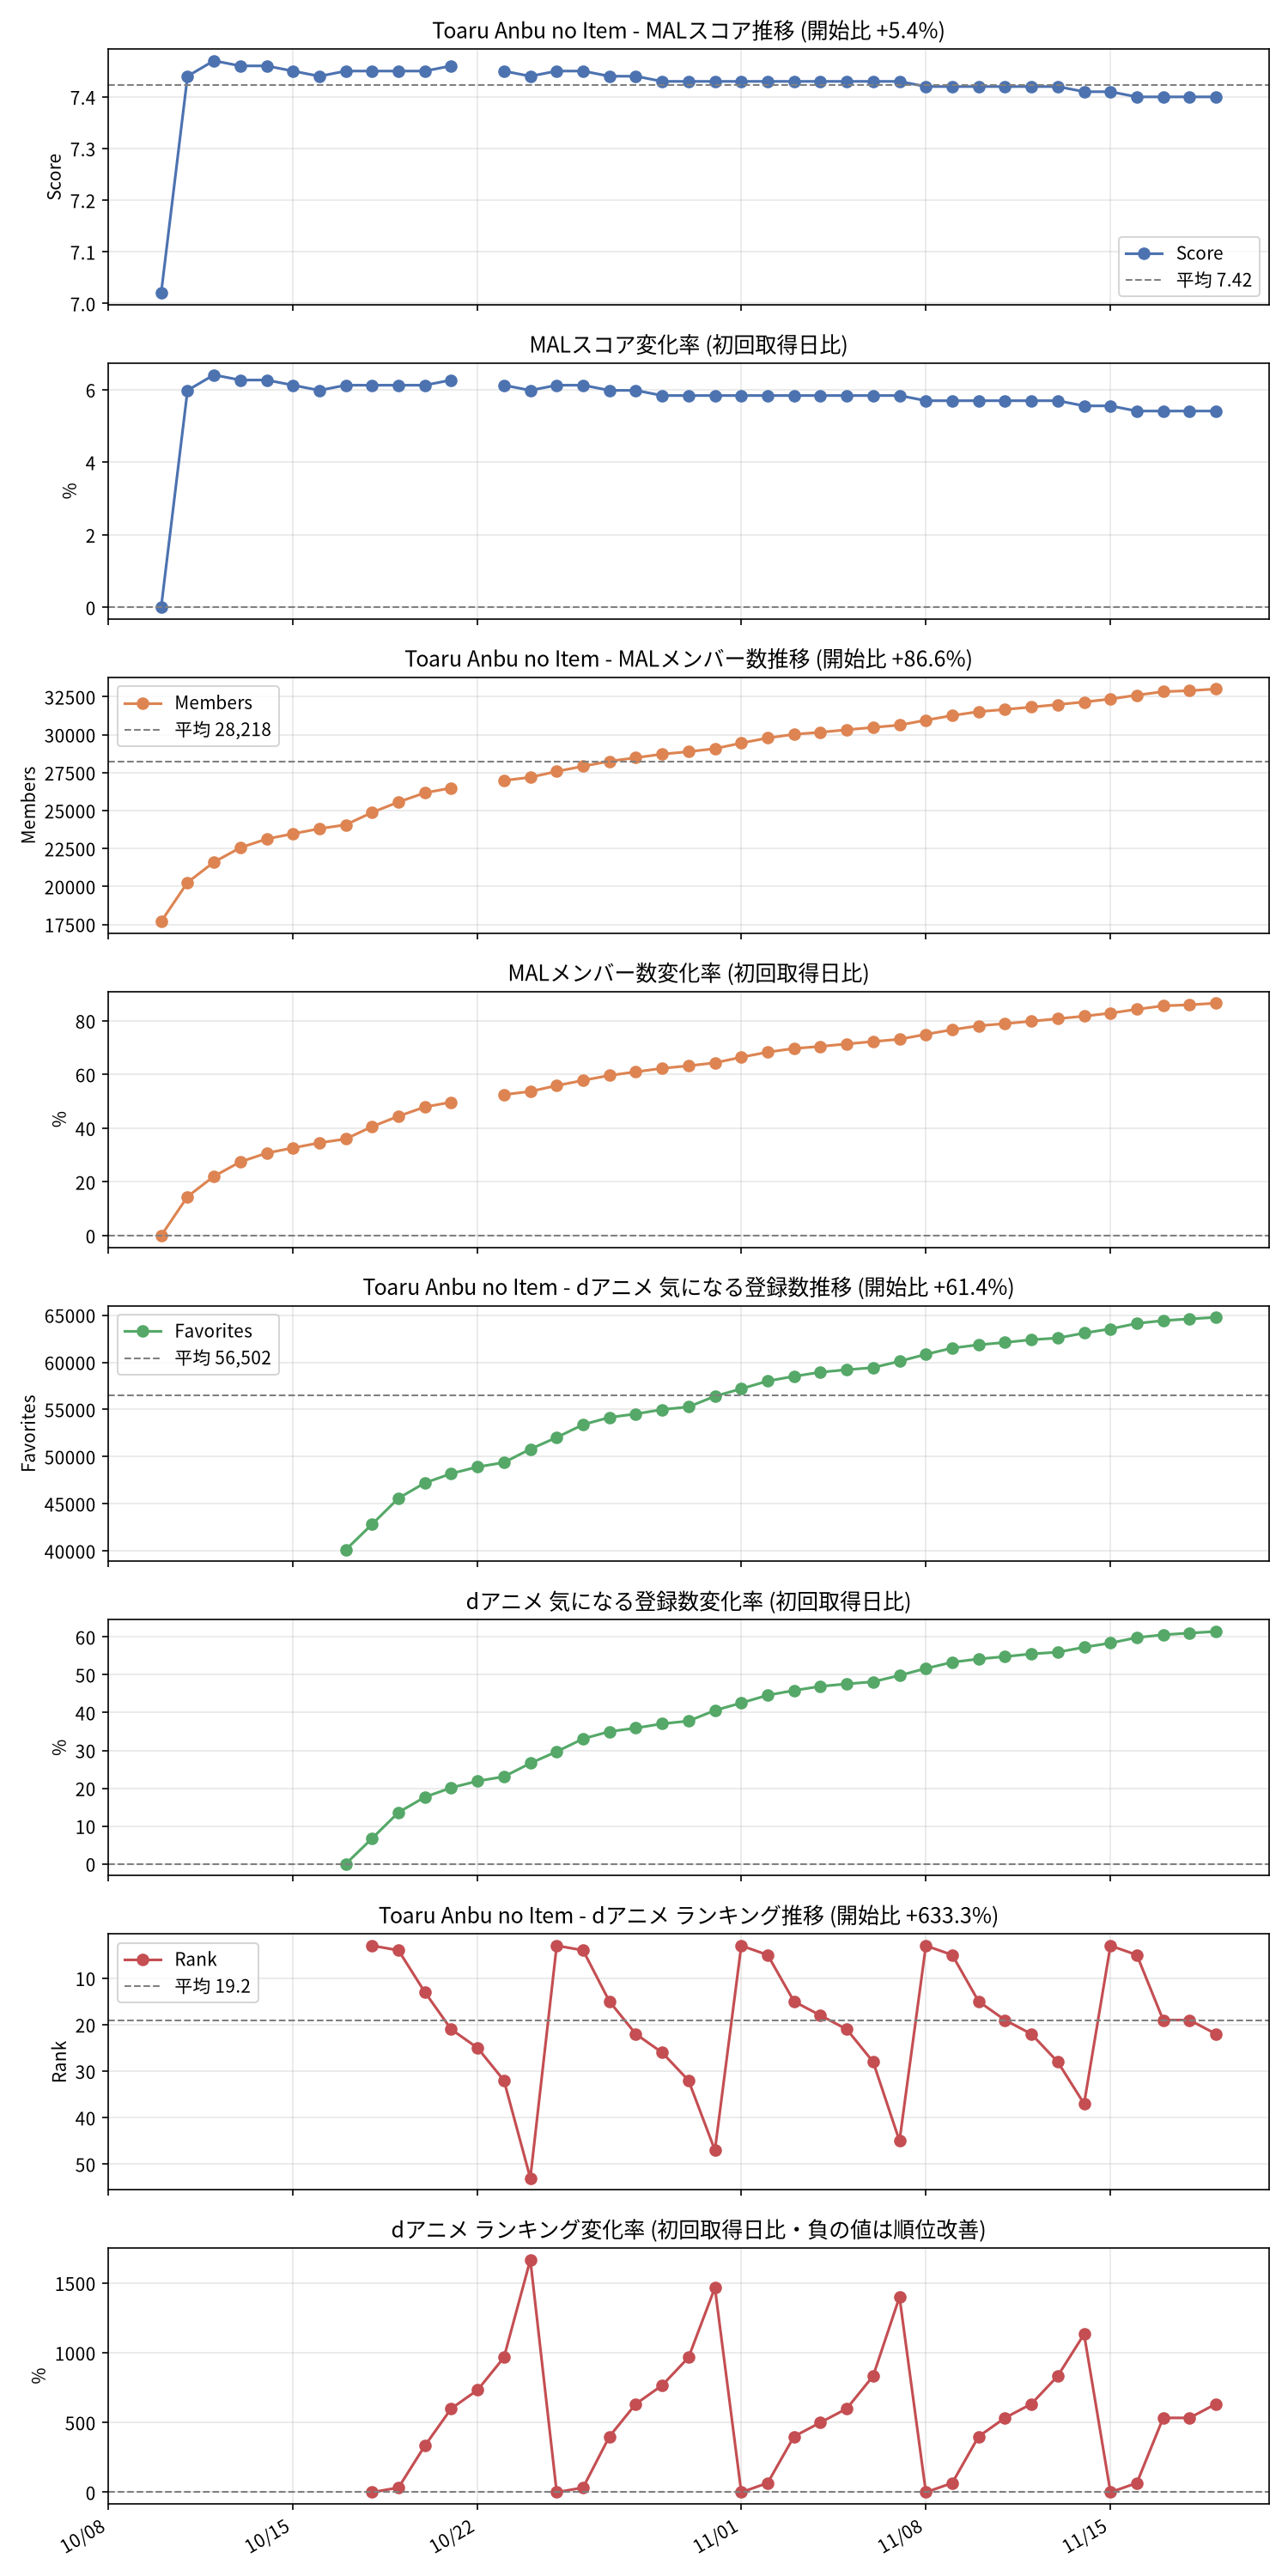 Toaru Anbu no Item - MALスコア推移 (開始比 +5.4%)
Score
7.4
7.3
7.2
7.1
7.0
Score
平均 7.42
MALスコア変化率 (初回取得日比)
%
6
4
2
0
Toaru Anbu no Item - MALメンバー数推移 (開始比 +86.6%)
Members
32500
30000
27500
25000
22500
20000
17500
Members
平均 28,218
MALメンバー数変化率 (初回取得日比)
%
80
60
40
20
0
Toaru Anbu no Item - dアニメ 気になる登録数推移 (開始比 +61.4%)
Favorites
65000
60000
55000
50000
45000
40000
Favorites
平均 56,502
dアニメ 気になる登録数変化率 (初回取得日比)
%
60
50
40
30
20
10
0
Toaru Anbu no Item - dアニメ ランキング推移 (開始比 +633.3%)
Rank
10
20
30
40
50
Rank
平均 19.2
dアニメ ランキング変化率 (初回取得日比・負の値は順位改善)
%
1500
1000
500
0
10/08
10/15
10/22
11/01
11/08
11/15